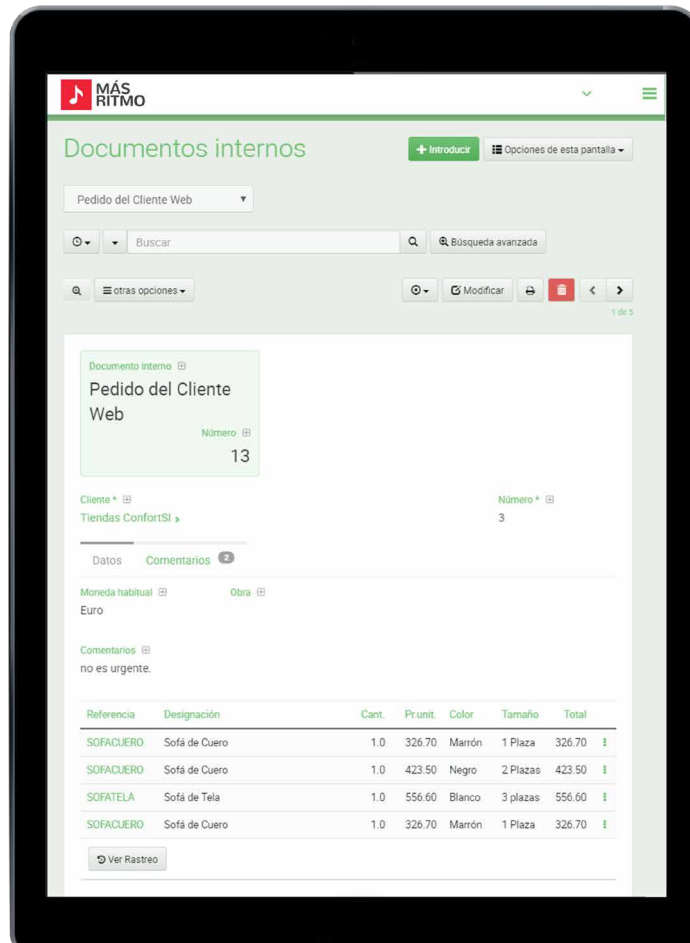 MÁS
RITMO
Documentos internos
Introducir
Opciones de esta pantalla
Pedido del Cliente Web
Buscar
Búsqueda avanzada
otras opciones
Modificar
1 de 5
Documento interno
Pedido del Cliente
Web
Número
13
Cliente * Número *
Tiendas ConfortSI 3
Datos Comentarios 2
Moneda habitual Obra
Euro
Comentarios
no es urgente.
Referencia Designación Cant. Pr.unit. Color Tamaño Total
SOFACUERO Sofá de Cuero 1.0 326.70 Marrón 1 Plaza 326.70
SOFACUERO Sofá de Cuero 1.0 423.50 Negro 2 Plazas 423.50
SOFATELA Sofá de Tela 1.0 556.60 Blanco 3 plazas 556.60
SOFACUERO Sofá de Cuero 1.0 326.70 Marrón 1 Plaza 326.70
Ver Rastreo